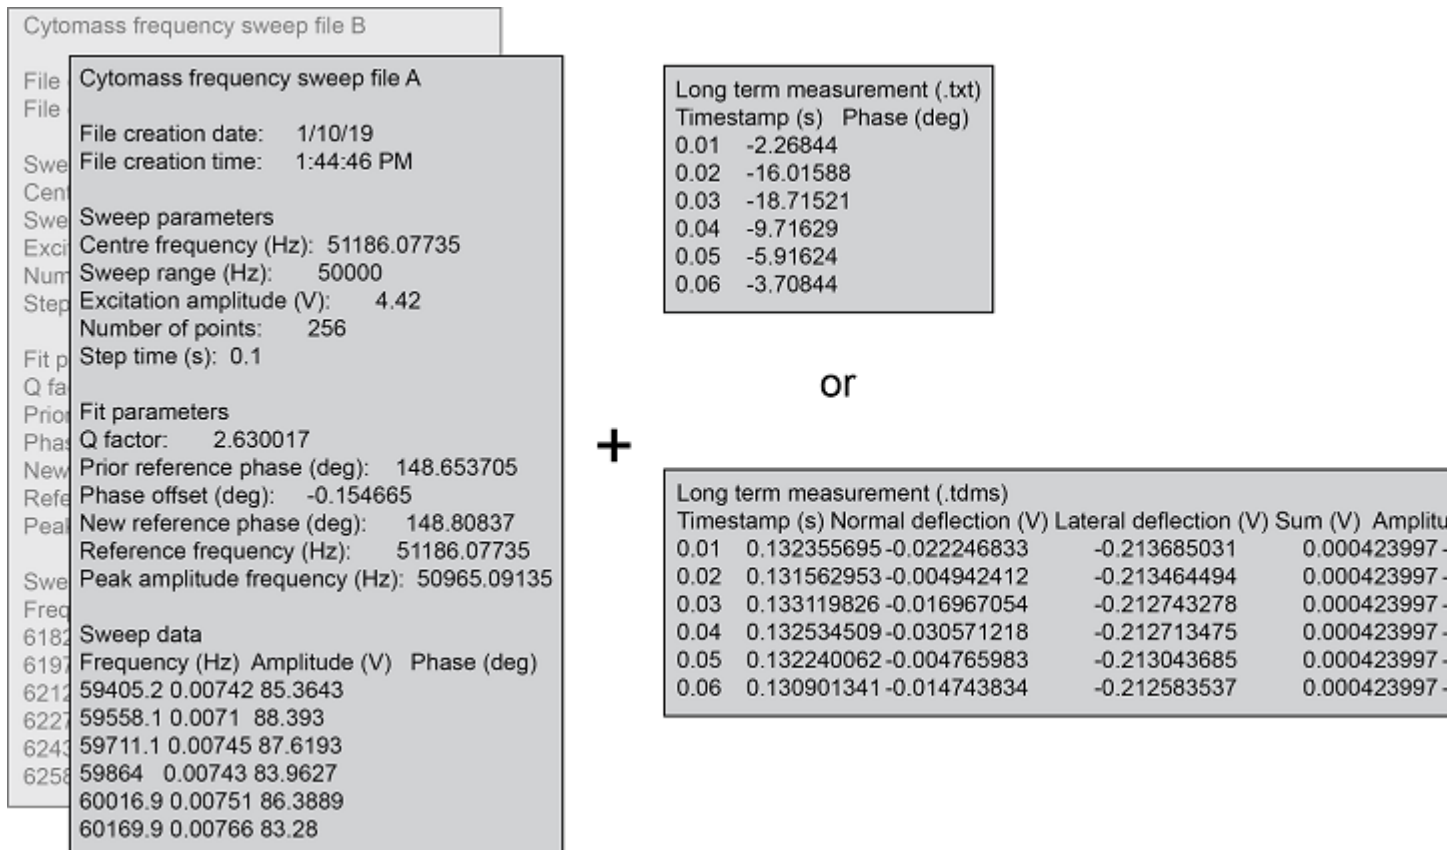 Cytomass frequency sweep file B
File
File
Swe
Cent
Swe
Exci
Num
Step
Fit p
Q fa
Prior
Phas
New
Refe
Peak
Swe
Freq
6182
6197
6212
6227
6243
6258
Cytomass frequency sweep file A
File creation date: 1/10/19
File creation time: 1:44:46 PM
Sweep parameters
Centre frequency (Hz): 51186.07735
Sweep range (Hz): 50000
Excitation amplitude (V): 4.42
Number of points: 256
Step time (s): 0.1
Fit parameters
Q factor: 2.630017
Prior reference phase (deg): 148.653705
Phase offset (deg): -0.154665
New reference phase (deg): 148.80837
Reference frequency (Hz): 51186.07735
Peak amplitude frequency (Hz): 50965.09135
Sweep data
Frequency (Hz) Amplitude (V) Phase (deg)
59405.2 0.00742 85.3643
59558.1 0.0071 88.393
59711.1 0.00745 87.6193
59864 0.00743 83.9627
60016.9 0.00751 86.3889
60169.9 0.00766 83.28
+
Long term measurement (.txt)
Timestamp (s) Phase (deg)
0.01 -2.26844
0.02 -16.01588
0.03 -18.71521
0.04 -9.71629
0.05 -5.91624
0.06 -3.70844
or
Long term measurement (.tdms)
Timestamp (s) Normal deflection (V) Lateral deflection (V) Sum (V) Amplitu
0.01 0.132355695 -0.022246833 -0.213685031 0.000423997 -
0.02 0.131562953 -0.004942412 -0.213464494 0.000423997 -
0.03 0.133119826 -0.016967054 -0.212743278 0.000423997 -
0.04 0.132534509 -0.030571218 -0.212713475 0.000423997 -
0.05 0.132240062 -0.004765983 -0.213043685 0.000423997 -
0.06 0.130901341 -0.014743834 -0.212583537 0.000423997 -